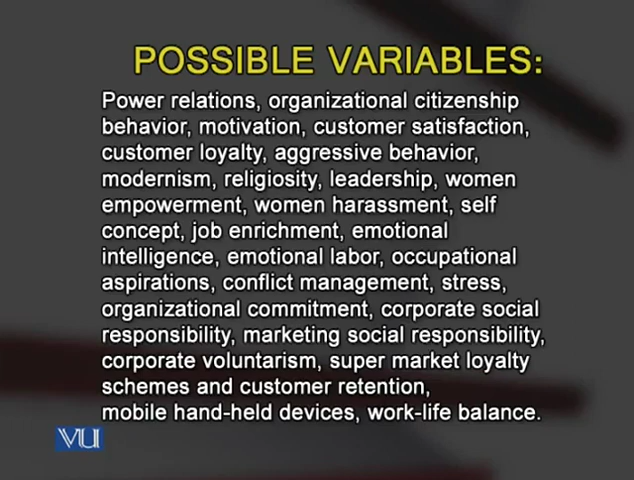 POSSIBLE VARIABLES:
Power relations, organizational citizenship
behavior, motivation, customer satisfaction,
customer loyalty, aggressive behavior,
modernism, religiosity, leadership, women
empowerment, women harassment, self
concept, job enrichment, emotional
intelligence, emotional labor, occupational
aspirations, conflict management, stress,
organizational commitment, corporate social
responsibility, marketing social responsibility,
corporate voluntarism, super market loyalty
schemes and customer retention,
mobile hand-held devices, work-life balance.
VU